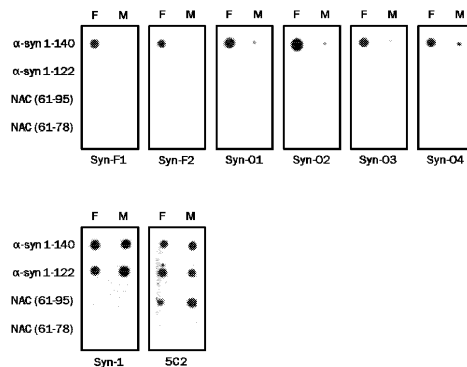 F M F M F M F M F M F M
α-syn 1-140
α-syn 1-122
NAC (61-95)
NAC (61-78)
Syn-F1 Syn-F2 Syn-O1 Syn-O2 Syn-O3 Syn-O4
F M F M
α-syn 1-140
α-syn 1-122
NAC (61-95)
NAC (61-78)
Syn-1 5C2